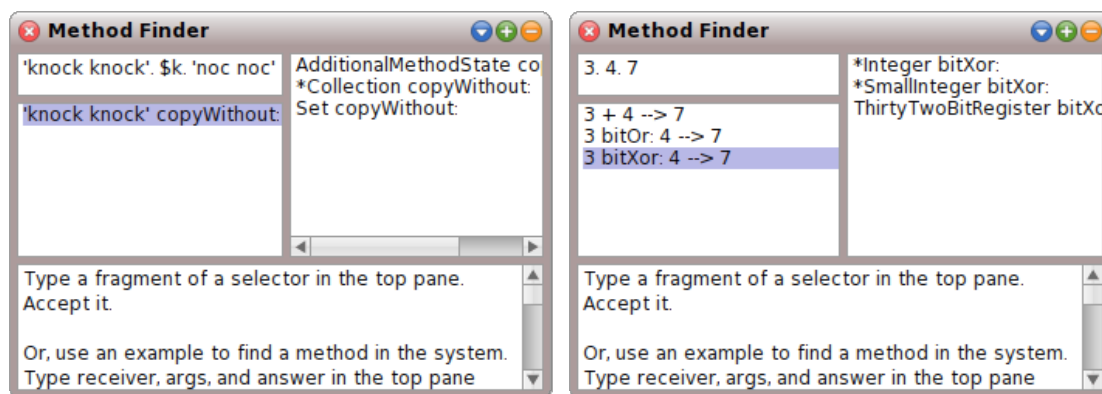 Method Finder
'knock knock'. $k. 'noc noc'
'knock knock' copyWithout:
AdditionalMethodState
*Collection copyWithout:
Set copyWithout:
Type a fragment of a selector in the top pane.
Accept it.
Or, use an example to find a method in the system.
Type receiver, args, and answer in the top pane
Method Finder
3. 4. 7
3 + 4 --> 7
3 bitOr: 4 --> 7
3 bitXor: 4 --> 7
*Integer bitXor:
*SmallInteger bitXor:
ThirtyTwoBitRegister
Type a fragment of a selector in the top pane.
Accept it.
Or, use an example to find a method in the system.
Type receiver, args, and answer in the top pane